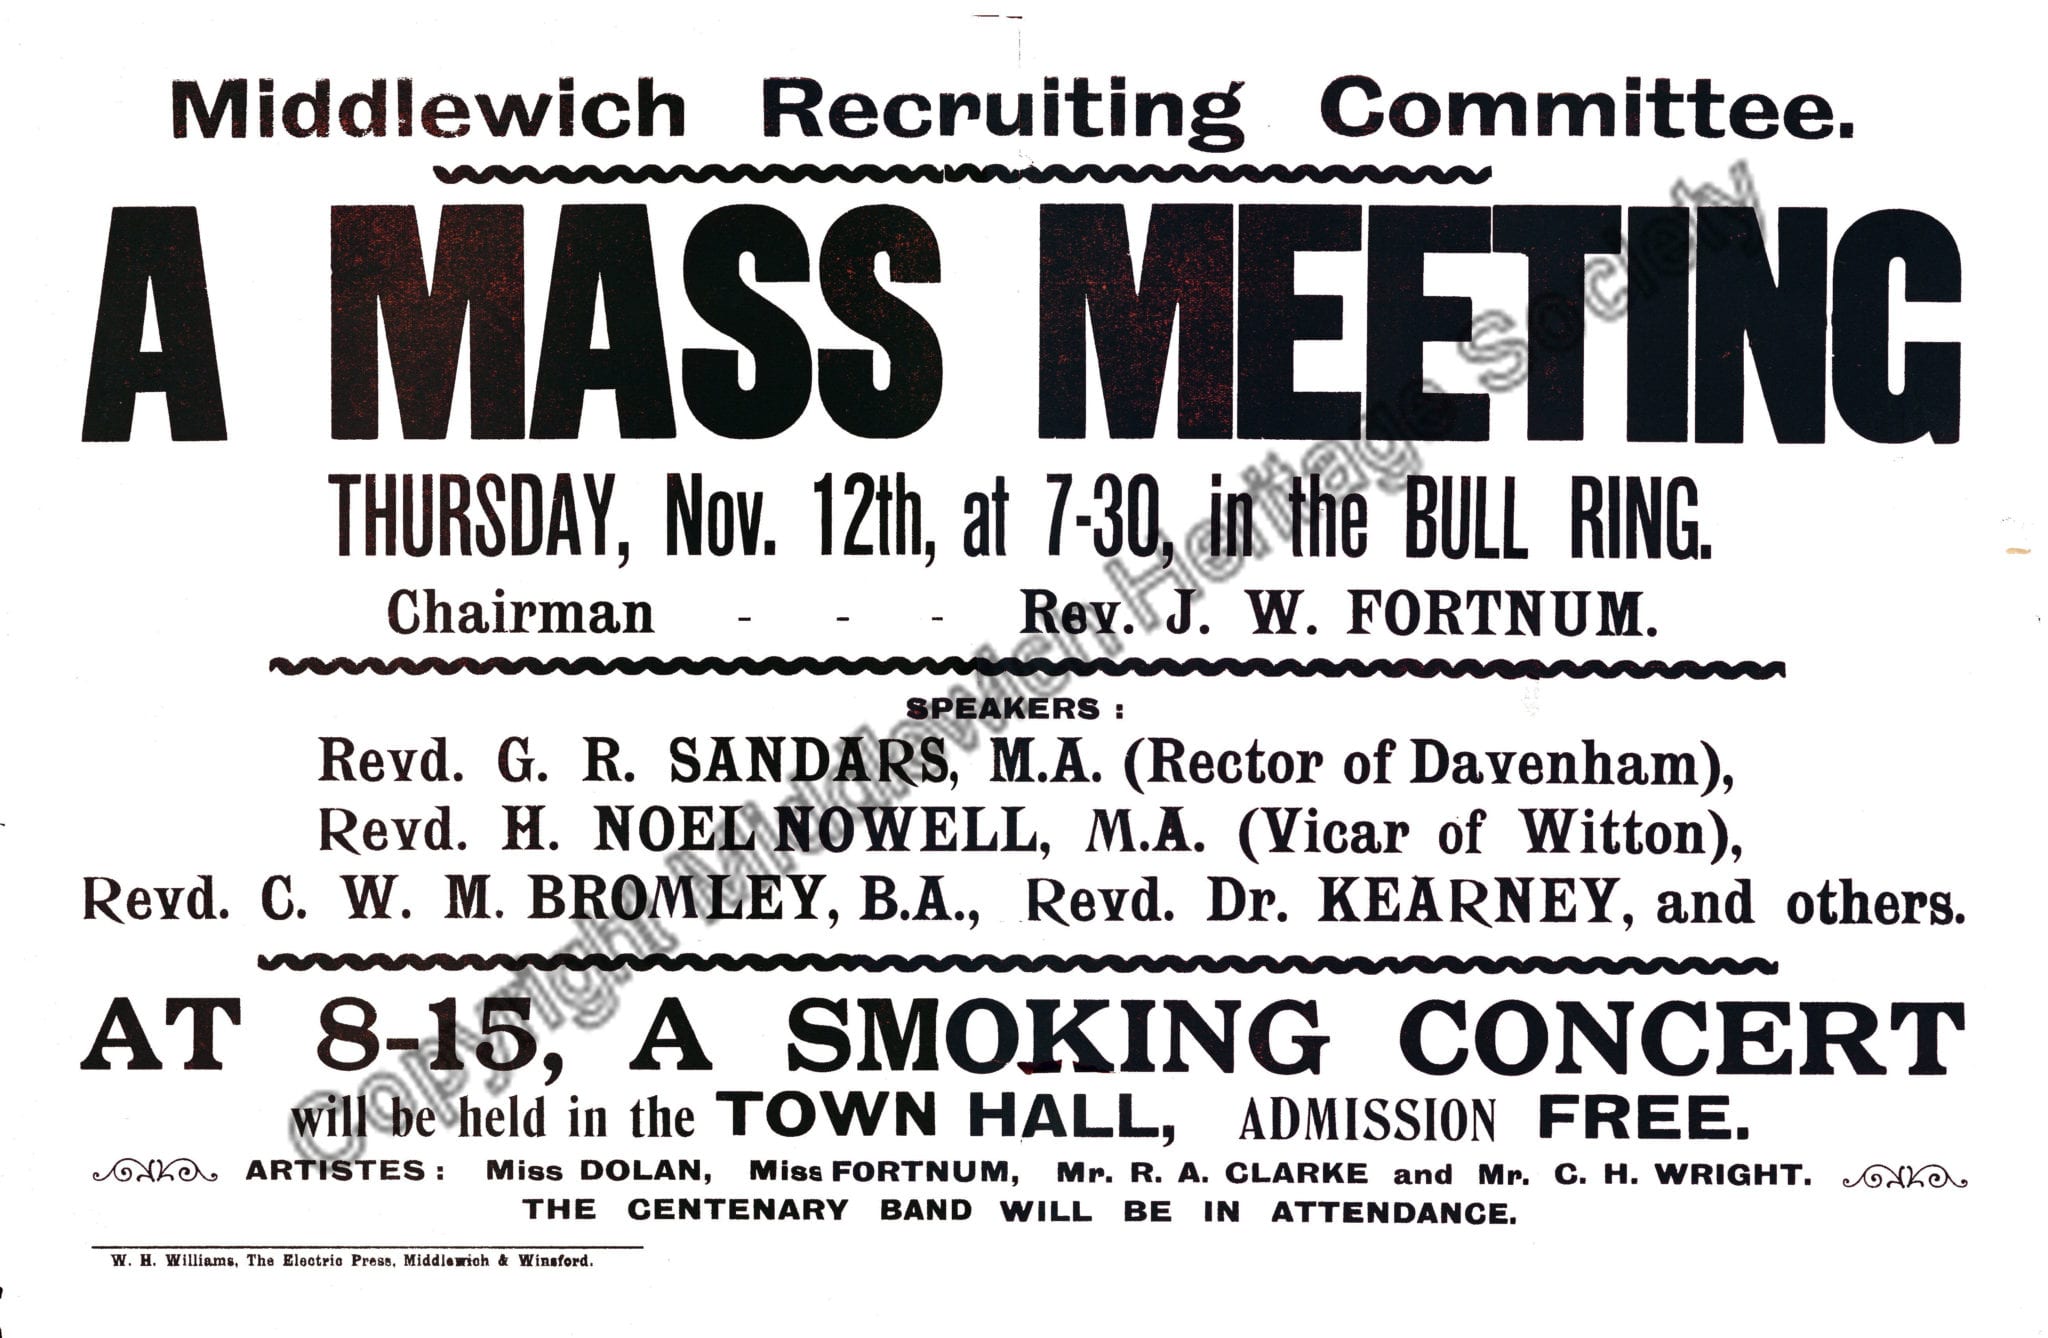 Middlewich Recruiting Committee.
A MASS MEETING
THURSDAY, Nov. 12th, at 7-30, in the BULL RING.
Chairman - - - Rev. J. W. FORTNUM.
SPEAKERS :
Revd. G. R. SANDARS, M.A. (Rector of Davenham),
Revd. H. NOEL NOWELL, M.A. (Vicar of Witton),
Revd. C. W. M. BROMLEY, B.A., Revd. Dr. KEARNEY, and others.
AT 8-15, A SMOKING CONCERT
will be held in the TOWN HALL, ADMISSION FREE.
ARTISTES : Miss DOLAN, Miss FORTNUM, Mr. R. A. CLARKE and Mr. C. H. WRIGHT.
THE CENTENARY BAND WILL BE IN ATTENDANCE.
W. H. Williams, The Electric Press, Middlewich & Winsford.
Copyright Middlewich Heritage Society